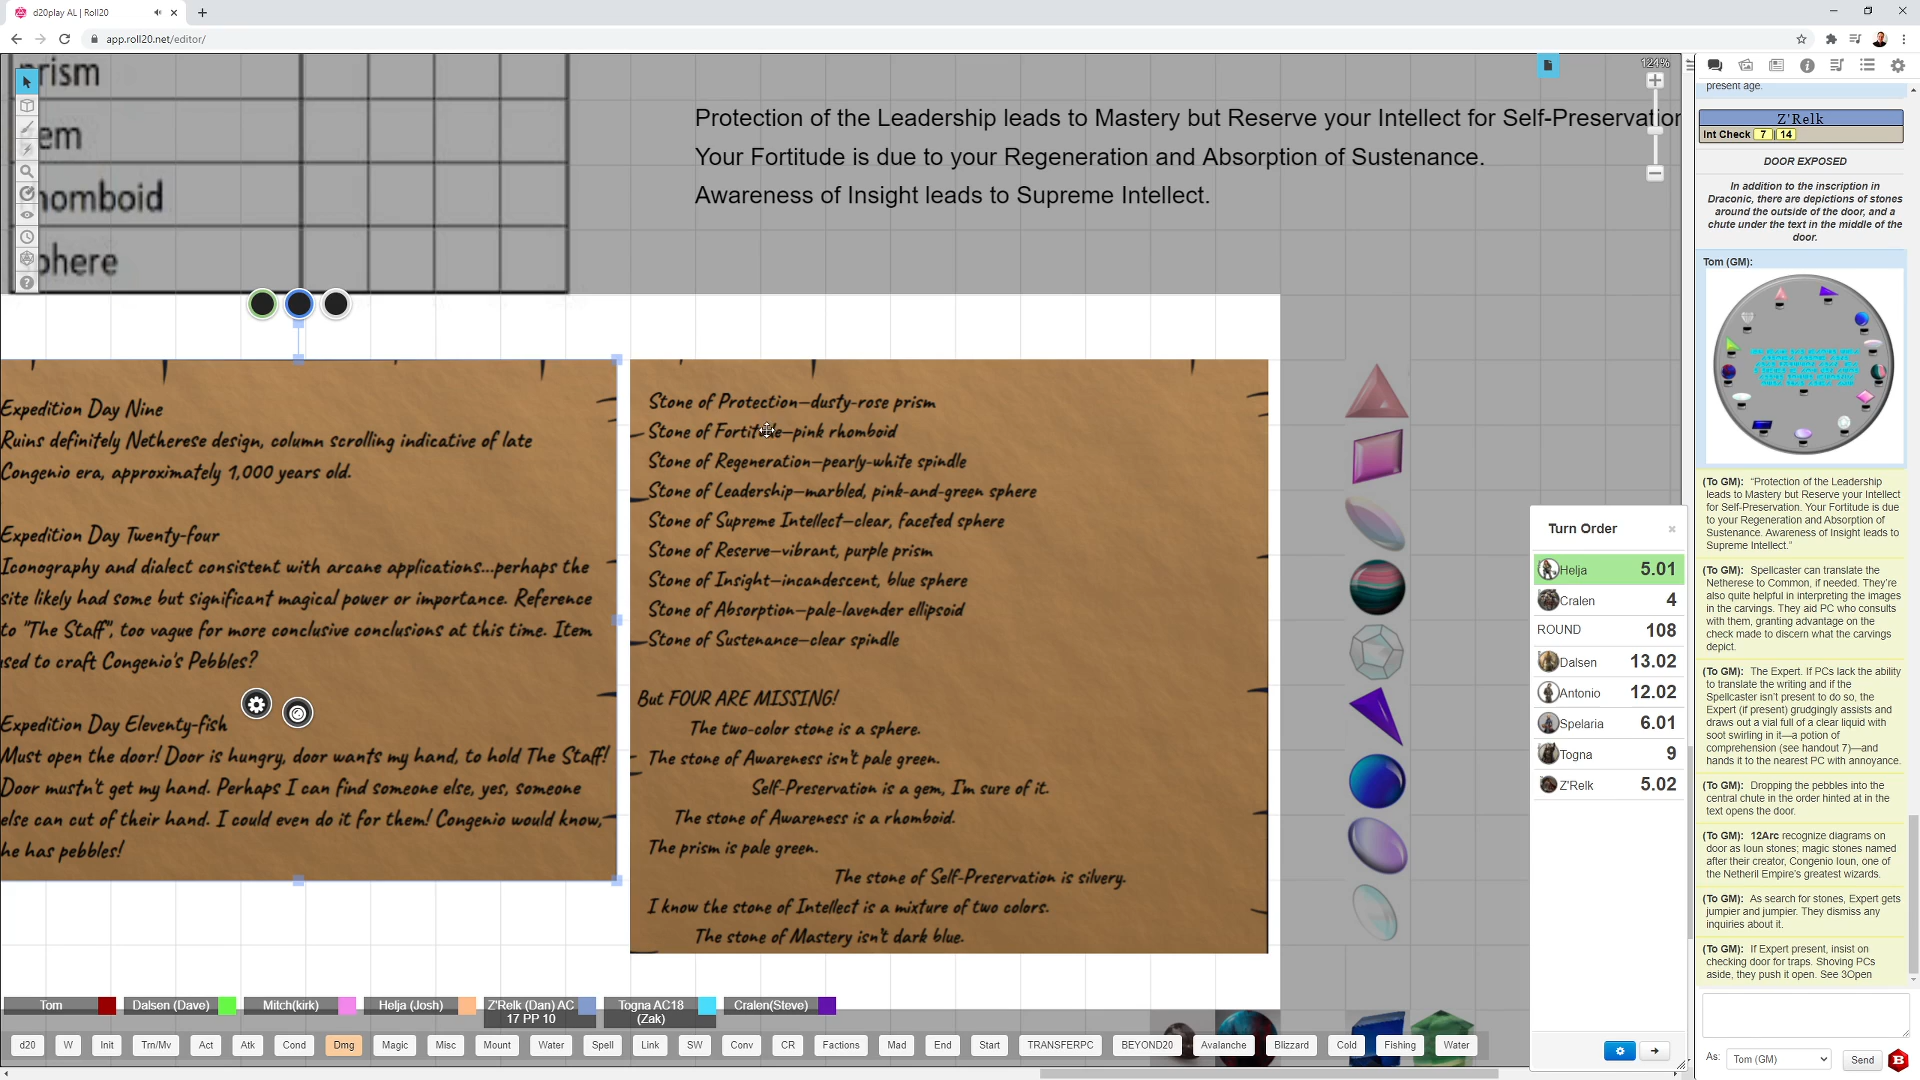 d20play AL | Roll20
app.roll20.net/editor/
prism
em
homboid
phere
Protection of the Leadership leads to Mastery but Reserve your Intellect for Self-Preservation
Your Fortitude is due to your Regeneration and Absorption of Sustenance.
Awareness of Insight leads to Supreme Intellect.
124%
Expedition Day Nine
Ruins definitely Netherese design, column scrolling indicative of late
Congenio era, approximately 1,000 years old.
Expedition Day Twenty-four
Iconography and dialect consistent with arcane applications...perhaps the
site likely had some but significant magical power or importance. Reference
to "The Staff", too vague for more conclusive conclusions at this time. Item
used to craft Congenio's Pebbles?
Expedition Day Eleventy-fish
Must open the door! Door is hungry, door wants my hand, to hold The Staff!
Door mustn't get my hand. Perhaps I can find someone else, yes, someone
else can cut of their hand. I could even do it for them! Congenio would know,
he has pebbles!
Stone of Protection—dusty-rose prism
Stone of Fortitude—pink rhomboid
Stone of Regeneration—pearly-white spindle
Stone of Leadership—marbled, pink-and-green sphere
Stone of Supreme Intellect—clear, faceted sphere
Stone of Reserve—vibrant, purple prism
Stone of Insight—incandescent, blue sphere
Stone of Absorption—pale-lavender ellipsoid
Stone of Sustenance—clear spindle
But FOUR ARE MISSING!
The two-color stone is a sphere.
The stone of Awareness isn't pale green.
Self-Preservation is a gem, I'm sure of it.
The stone of Awareness is a rhomboid.
The prism is pale green.
The stone of Self-Preservation is silvery.
I know the stone of Intellect is a mixture of two colors.
The stone of Mastery isn't dark blue.
Turn Order
Helja 5.01
Cralen 4
ROUND 108
Dalsen 13.02
Antonio 12.02
Spelaria 6.01
Togna 9
Z'Relk 5.02
present age.
Z'Relk
Int Check 7 | 14
DOOR EXPOSED
In addition to the inscription in
Draconic, there are depictions of stones
around the outside of the door, and a
chute under the text in the middle of the
door.
Tom (GM):
(To GM): "Protection of the Leadership
leads to Mastery but Reserve your Intellect
for Self-Preservation. Your Fortitude is due
to your Regeneration and Absorption of
Sustenance. Awareness of Insight leads to
Supreme Intellect."
(To GM): Spellcaster can translate the
Netherese to Common, if needed. They're
also quite helpful in interpreting the images
in the carvings. They aid PC who consults
with them, granting advantage on the
check made to discern what the carvings
depict.
(To GM): The Expert. If PCs lack the ability
to translate the writing and if the
Spellcaster isn't present to do so, the
Expert (if present) grudgingly assists and
draws out a vial full of a clear liquid with
soot swirling in it—a potion of
comprehension (see handout 7)—and
hands it to the nearest PC with annoyance.
(To GM): Dropping the pebbles into the
central chute in the order hinted at in the
text opens the door.
(To GM): 12Arc recognize diagrams on
door as Ioun stones; magic stones named
after their creator, Congenio Ioun, one of
the Netheril Empire's greatest wizards.
(To GM): As search for stones, Expert gets
jumpier and jumpier. They dismiss any
inquiries about it.
(To GM): If Expert present, insist on
checking door for traps. Shoving PCs
aside, they push it open. See 3Open
As: Tom (GM) Send
Tom
Dalsen (Dave)
Mitch(kirk)
Helja (Josh)
Z'Relk (Dan) AC
17 PP 10
Togna AC18
(Zak)
Cralen(Steve)
d20 W Init Trn/Mv Act Atk Cond Dmg Magic Misc Mount Water Spell Link SW Conv CR Factions Mad End Start TRANSFERPC BEYOND20 Avalanche Blizzard Cold Fishing Water